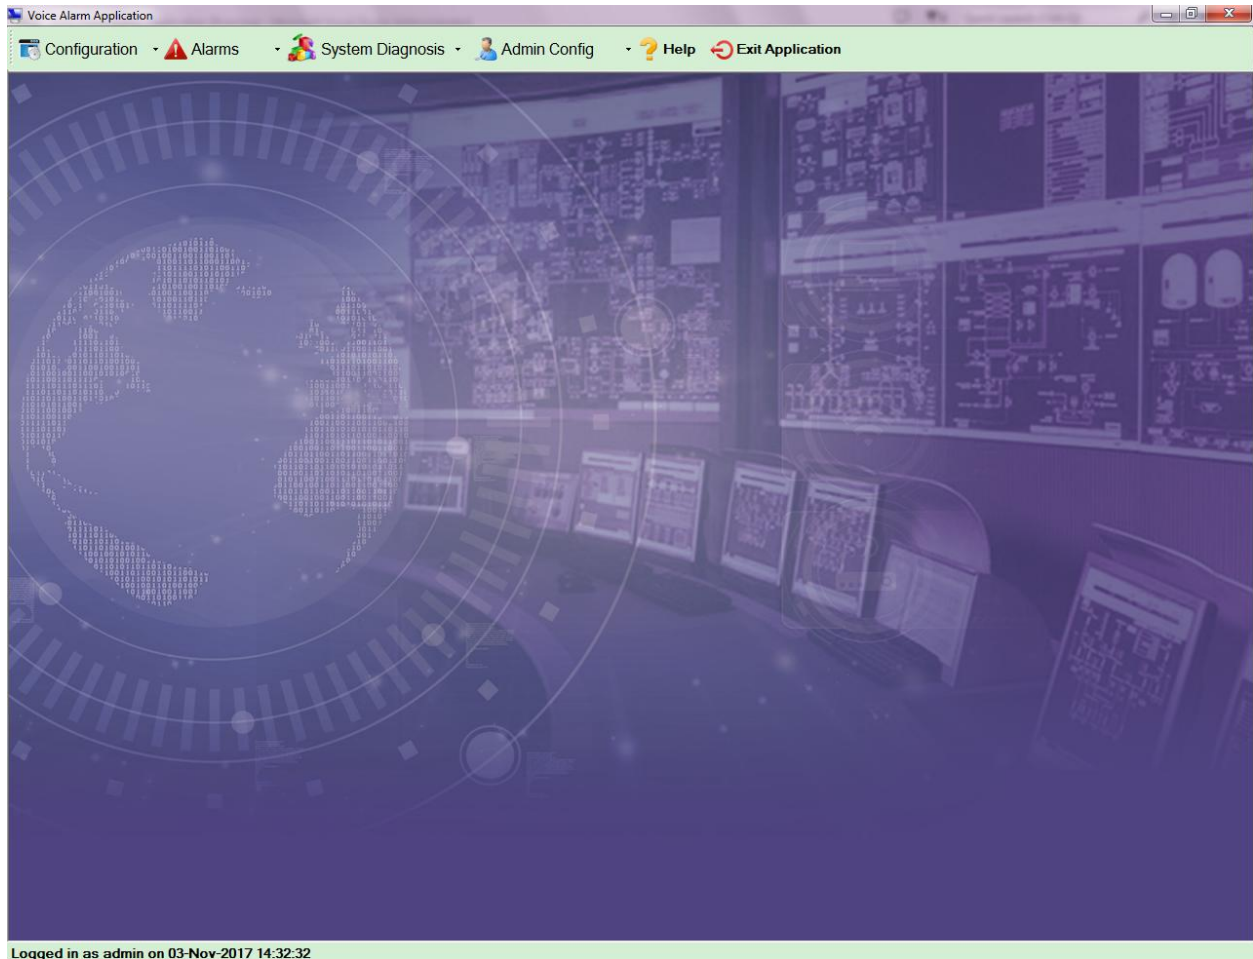 Voice Alarm Application
Configuration Alarms System Diagnosis Admin Config Help Exit Application
Logged in as admin on 03-Nov-2017 14:32:32